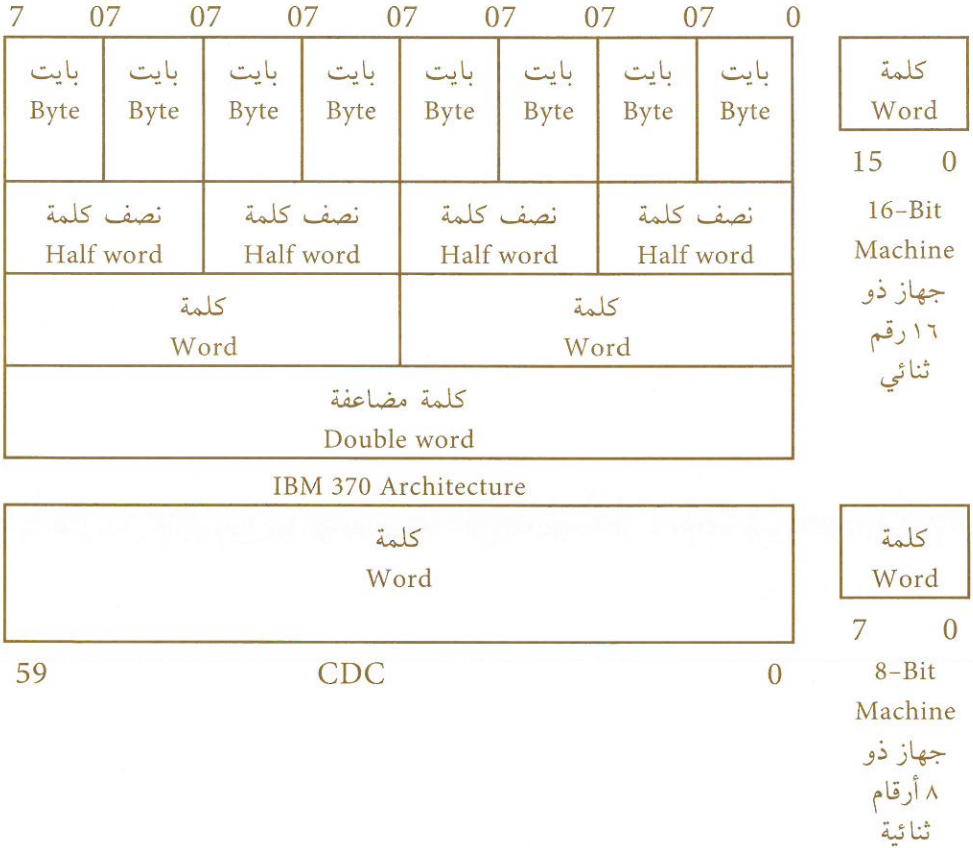 7 07 07 07 07 07 07 07 0
بايت بايت بايت بايت بايت بايت بايت بايت
Byte Byte Byte Byte Byte Byte Byte Byte
نصف كلمة نصف كلمة نصف كلمة نصف كلمة
Half word Half word Half word Half word
كلمة كلمة
Word Word
كلمة مضاعفة
Double word
IBM 370 Architecture
كلمة
Word
59 CDC 0
كلمة
Word
15 0
16-Bit
Machine
جهاز ذو
١٦ رقم
ثنائي
كلمة
Word
7 0
8-Bit
Machine
جهاز ذو
٨ أرقام
ثنائية